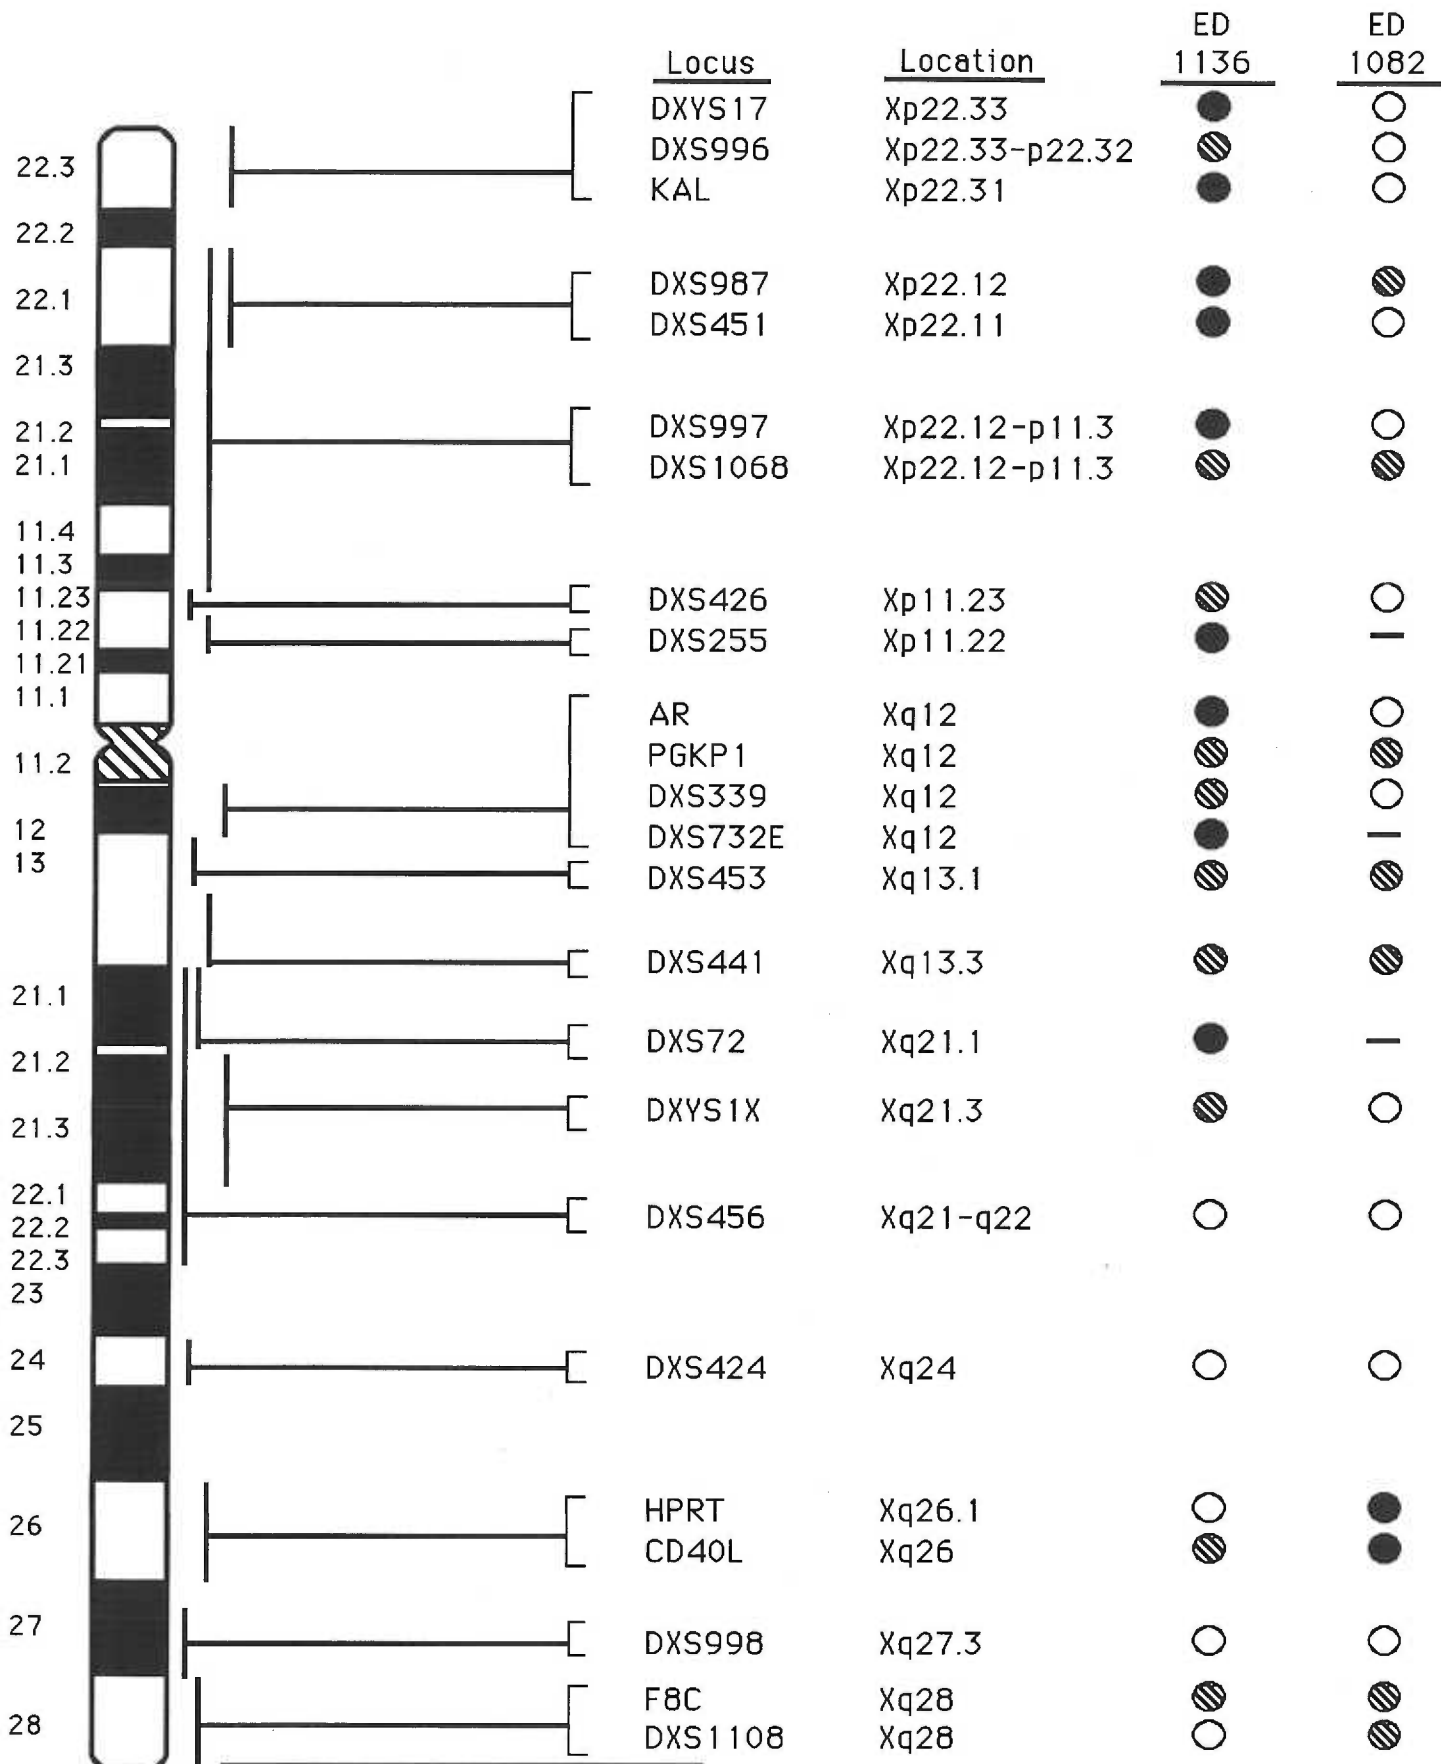 ED ED
Locus Location 1136 1082
DXYS17 Xp22.33
22.3 DXS996 Xp22.33-p22.32
KAL Xp22.31
22.2
22.1 DXS987 Xp22.12
DXS451 Xp22.11
21.3
21.2 DXS997 Xp22.12-p11.3
21.1 DXS1068 Xp22.12-p11.3
11.4
11.3
11.23 DXS426 Xp11.23
11.22 DXS255 Xp11.22 –
11.21
11.1
AR Xq12
11.2 PGKP1 Xq12
DXS339 Xq12
12 DXS732E Xq12 –
13 DXS453 Xq13.1
DXS441 Xq13.3
21.1
21.2 DXS72 Xq21.1 –
21.3 DXYS1X Xq21.3
22.1
22.2 DXS456 Xq21-q22
22.3
23
24 DXS424 Xq24
25
26 HPRT Xq26.1
CD40L Xq26
27 DXS998 Xq27.3
F8C Xq28
28 DXS1108 Xq28